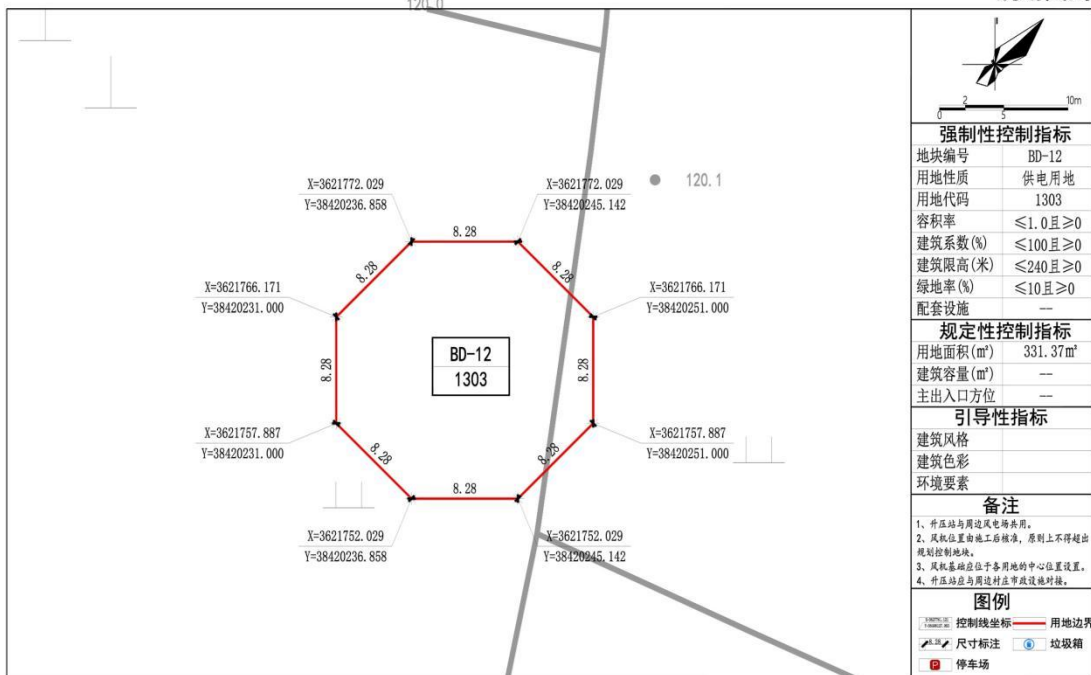 120.0
120.1
X=3621772.029
Y=38420236.858
X=3621772.029
Y=38420245.142
8.28
8.28
8.28
X=3621766.171
Y=38420231.000
X=3621766.171
Y=38420251.000
BD-12
1303
8.28
8.28
X=3621757.887
Y=38420231.000
X=3621757.887
Y=38420251.000
8.28
8.28
8.28
X=3621752.029
Y=38420236.858
X=3621752.029
Y=38420245.142
2
10m
0
5
强制性控制指标
地块编号 BD-12
用地性质 供电用地
用地代码 1303
容积率 ≤1.0且≥0
建筑系数(%) ≤100且≥0
建筑限高(米) ≤240且≥0
绿地率(%) ≤10且≥0
配套设施 --
规定性控制指标
用地面积(㎡) 331.37㎡
建筑容量(㎡) --
主出入口方位 --
引导性指标
建筑风格
建筑色彩
环境要素
备注
1、升压站与周边风电场共用。
2、风机位置由施工后核准，原则上不得超出
规划控制地块。
3、风机基础应位于各用地的中心位置设置。
4、升压站应与周边村庄市政设施对接。
图例
控制线坐标 用地边界
8.28 尺寸标注 垃圾箱
P 停车场